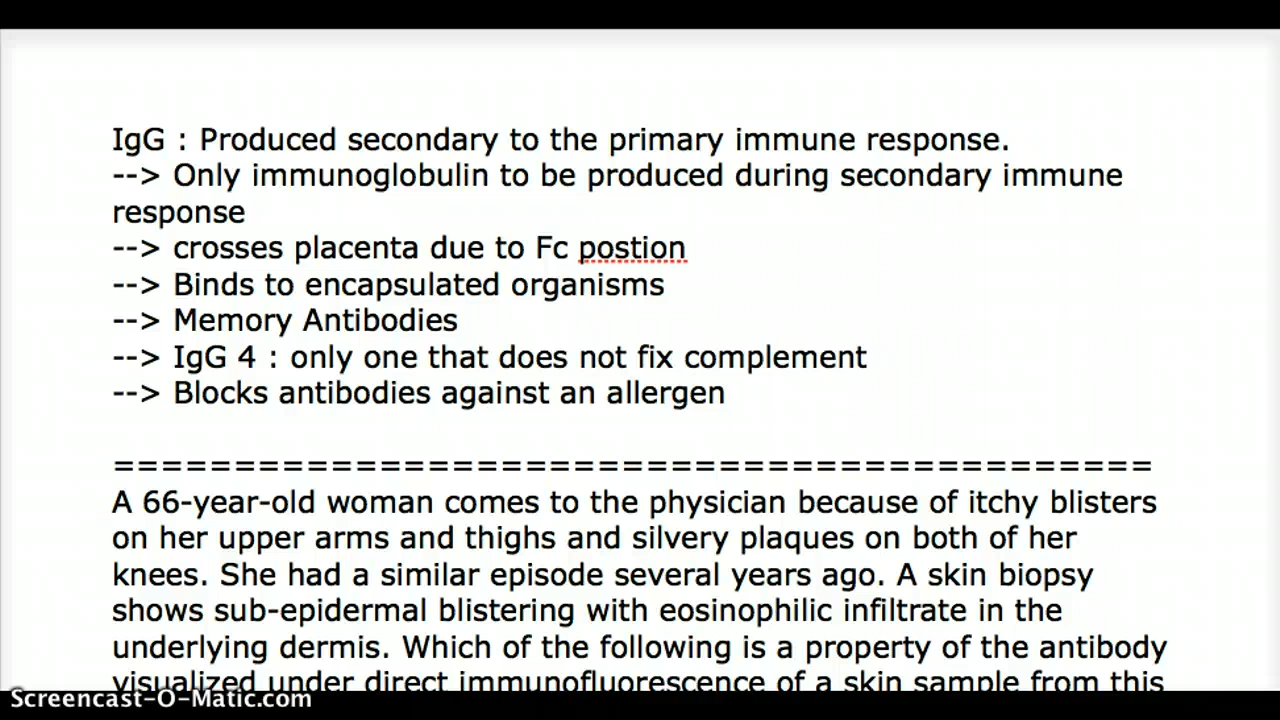 IgG : Produced secondary to the primary immune response.
--> Only immunoglobulin to be produced during secondary immune
response
--> crosses placenta due to Fc postion
--> Binds to encapsulated organisms
--> Memory Antibodies
--> IgG 4 : only one that does not fix complement
--> Blocks antibodies against an allergen
===========================================
A 66-year-old woman comes to the physician because of itchy blisters
on her upper arms and thighs and silvery plaques on both of her
knees. She had a similar episode several years ago. A skin biopsy
shows sub-epidermal blistering with eosinophilic infiltrate in the
underlying dermis. Which of the following is a property of the antibody
visualized under direct immunofluorescence of a skin sample from this
Screencast-O-Matic.com